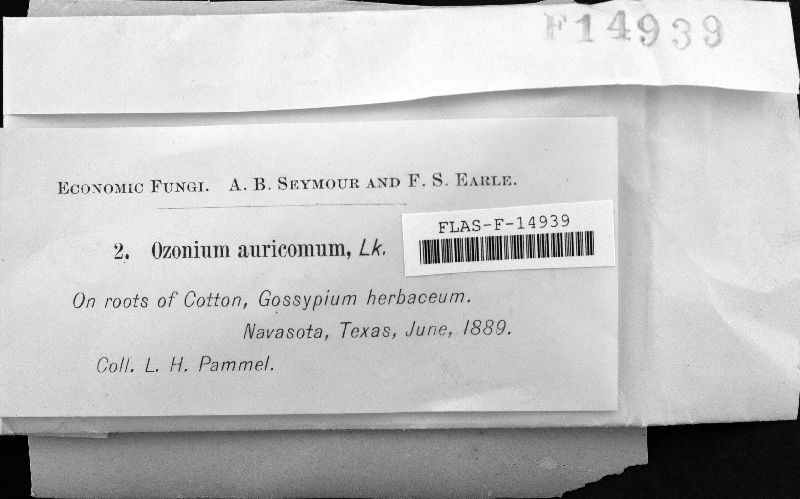 F14939
ECONOMIC FUNGI. A. B. SEYMOUR AND F. S. EARLE.
2. Ozonium auricomum, Lk.
FLAS-F-14939
On roots of Cotton, Gossypium herbaceum.
Navasota, Texas, June, 1889.
Coll. L. H. Pammel.